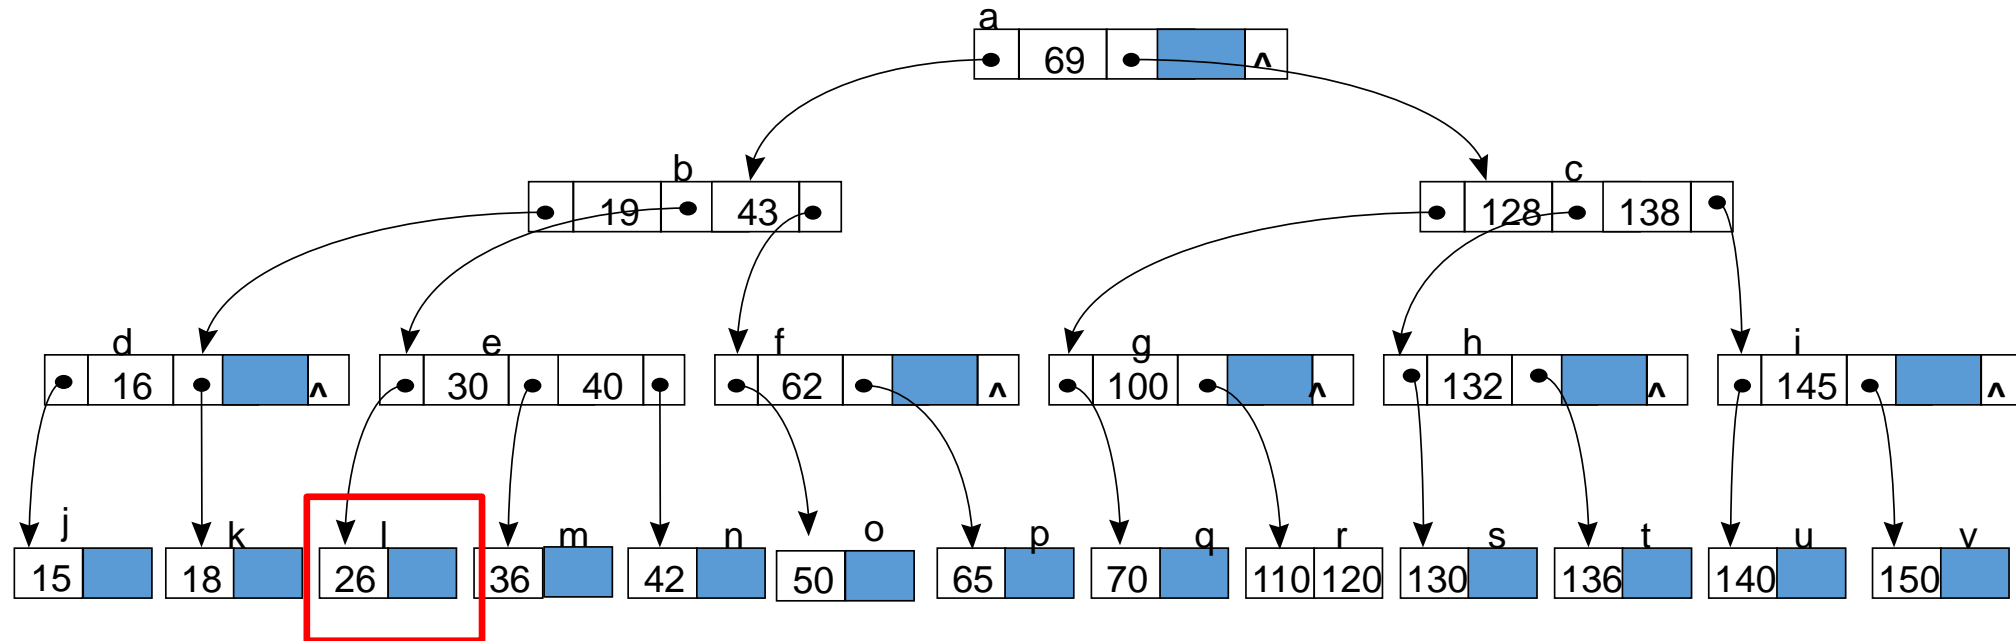 a
69 ^
b c
19 43 128 138
d e f g h i
16 ^ 30 40 62 ^ 100 ^ 132 ^ 145 ^
j k l m n o p q r s t u v
15 18 26 36 42 50 65 70 110 120 130 136 140 150